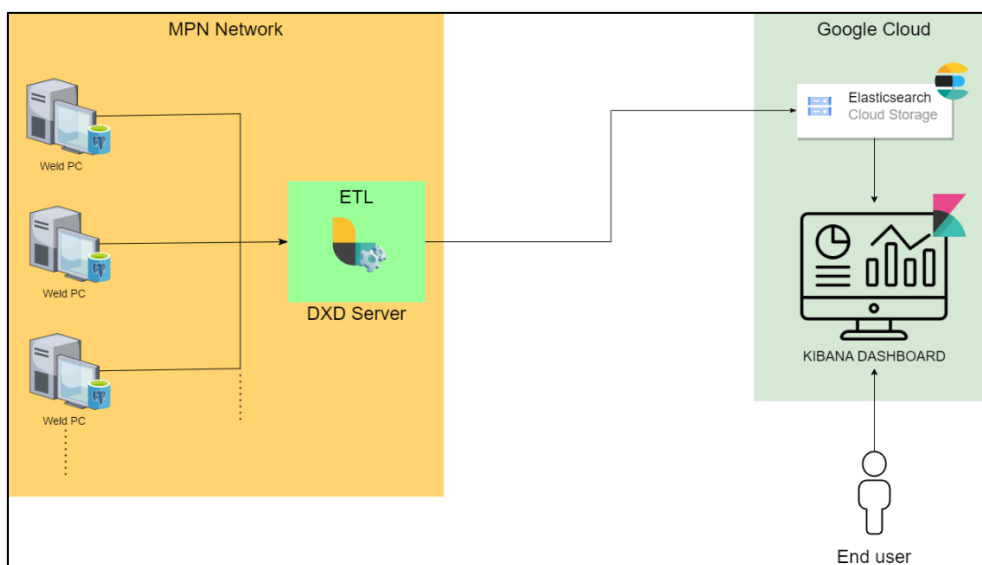 MPN Network
Google Cloud
Weld PC
Weld PC
Weld PC
ETL
DXD Server
Elasticsearch
Cloud Storage
KIBANA DASHBOARD
End user